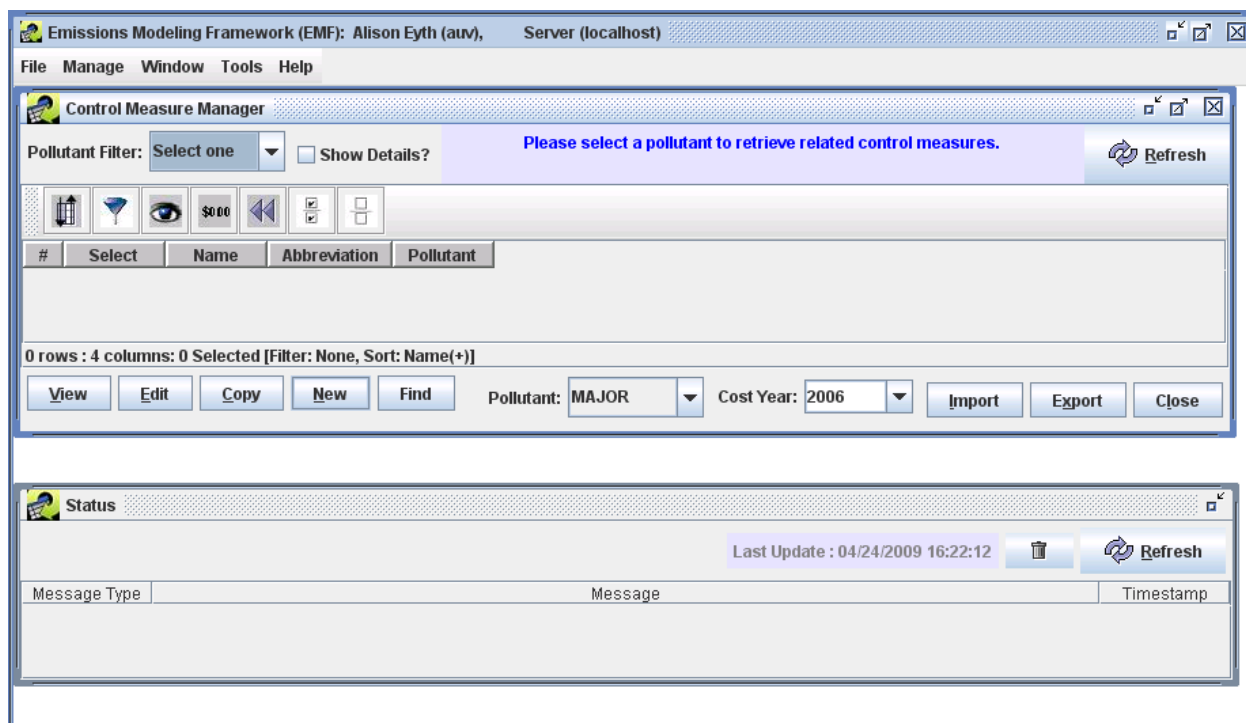 Emissions Modeling Framework (EMF): Alison Eyth (auv), Server (localhost)
File Manage Window Tools Help
Control Measure Manager
Pollutant Filter: Select one Show Details? Please select a pollutant to retrieve related control measures. Refresh
$0.00
# Select Name Abbreviation Pollutant
0 rows : 4 columns: 0 Selected [Filter: None, Sort: Name(+)]
View Edit Copy New Find Pollutant: MAJOR Cost Year: 2006 Import Export Close
Status
Last Update : 04/24/2009 16:22:12 Refresh
Message Type Message Timestamp